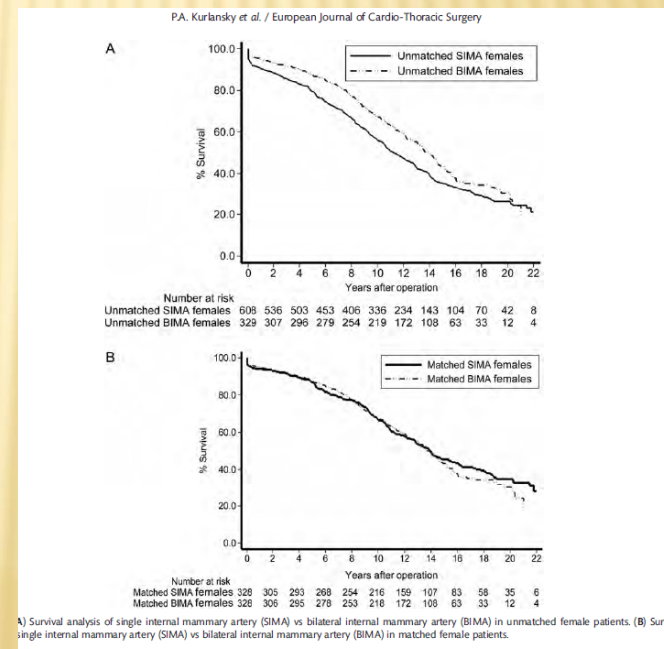 P.A. Kurlansky et al. / European Journal of Cardio-Thoracic Surgery
A
100.0
80.0
60.0
40.0
20.0
0.0
% Survival
Unmatched SIMA females
Unmatched BIMA females
0 2 4 6 8 10 12 14 16 18 20 22
Years after operation
Number at risk
Unmatched SIMA females 608 536 503 453 406 336 234 143 104 70 42 8
Unmatched BIMA females 329 307 296 279 254 219 172 108 63 33 12 4
B
100.0
80.0
60.0
40.0
20.0
0.0
% Survival
Matched SIMA females
Matched BIMA females
0 2 4 6 8 10 12 14 16 18 20 22
Years after operation
Number at risk
Matched SIMA females 328 305 293 268 254 216 159 107 83 58 35 6
Matched BIMA females 328 306 295 278 253 218 172 108 63 33 12 4
A) Survival analysis of single internal mammary artery (SIMA) vs bilateral internal mammary artery (BIMA) in unmatched female patients. (B) Sur
single internal mammary artery (SIMA) vs bilateral internal mammary artery (BIMA) in matched female patients.